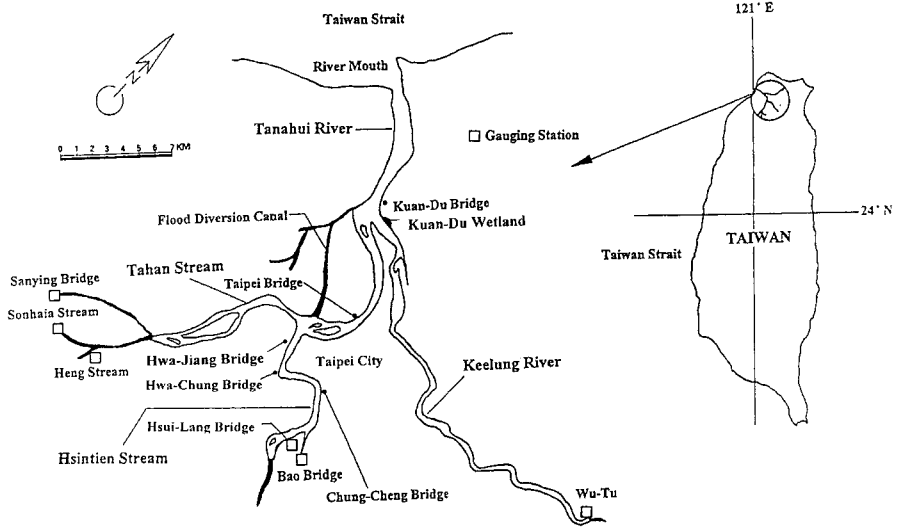 Taiwan Strait
121° E
River Mouth
N
Tanahui River
Gauging Station
0 1 2 3 4 5 6 7 KM
Kuan-Du Bridge
Flood Diversion Canal
Kuan-Du Wetland
24° N
TAIWAN
Taiwan Strait
Tahan Stream
Sanying Bridge
Taipei Bridge
Sonhaia Stream
Hwa-Jiang Bridge
Taipei City
Heng Stream
Keelung River
Hwa-Chung Bridge
Hsui-Lang Bridge
Hsintien Stream
Bao Bridge
Chung-Cheng Bridge
Wu-Tu